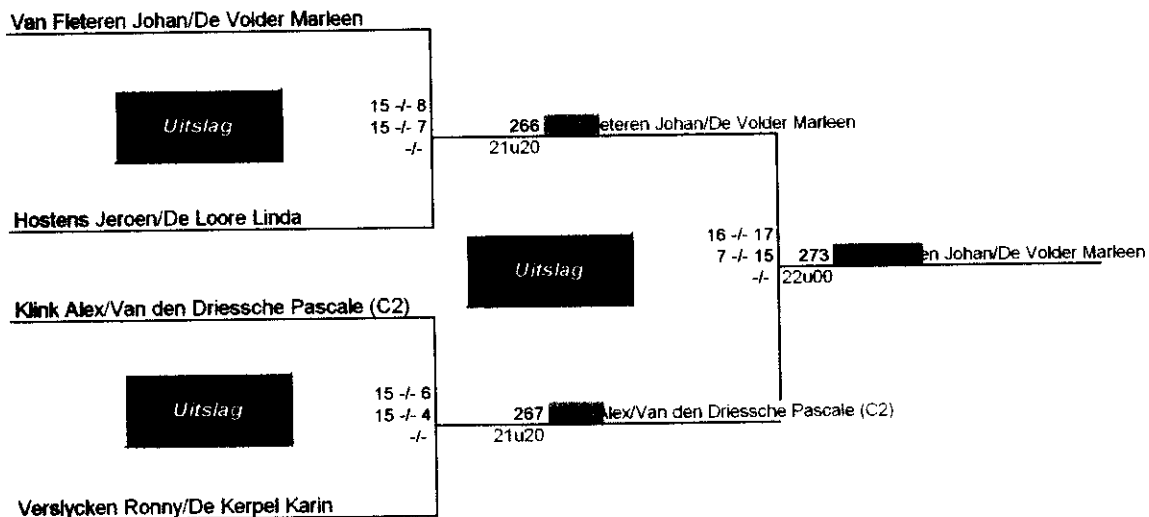 Van Fleteren Johan/De Volder Marleen
Uitslag
15 -/- 8
15 -/- 7
-/-
266 eteren Johan/De Volder Marleen
21u20
Hostens Jeroen/De Loore Linda
Uitslag
16 -/- 17
7 -/- 15
-/-
273 en Johan/De Volder Marleen
22u00
Klink Alex/Van den Driessche Pascale (C2)
Uitslag
15 -/- 6
15 -/- 4
-/-
267 Alex/Van den Driessche Pascale (C2)
21u20
Verslycken Ronny/De Kerpel Karin